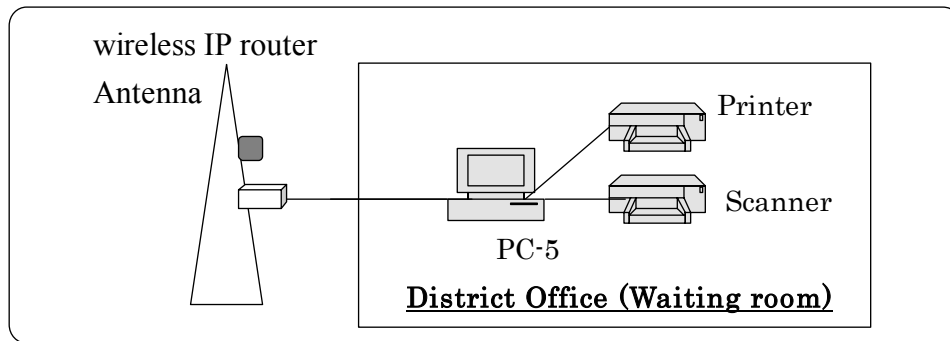 wireless IP router
Antenna
Printer
Scanner
PC-5
District Office (Waiting room)